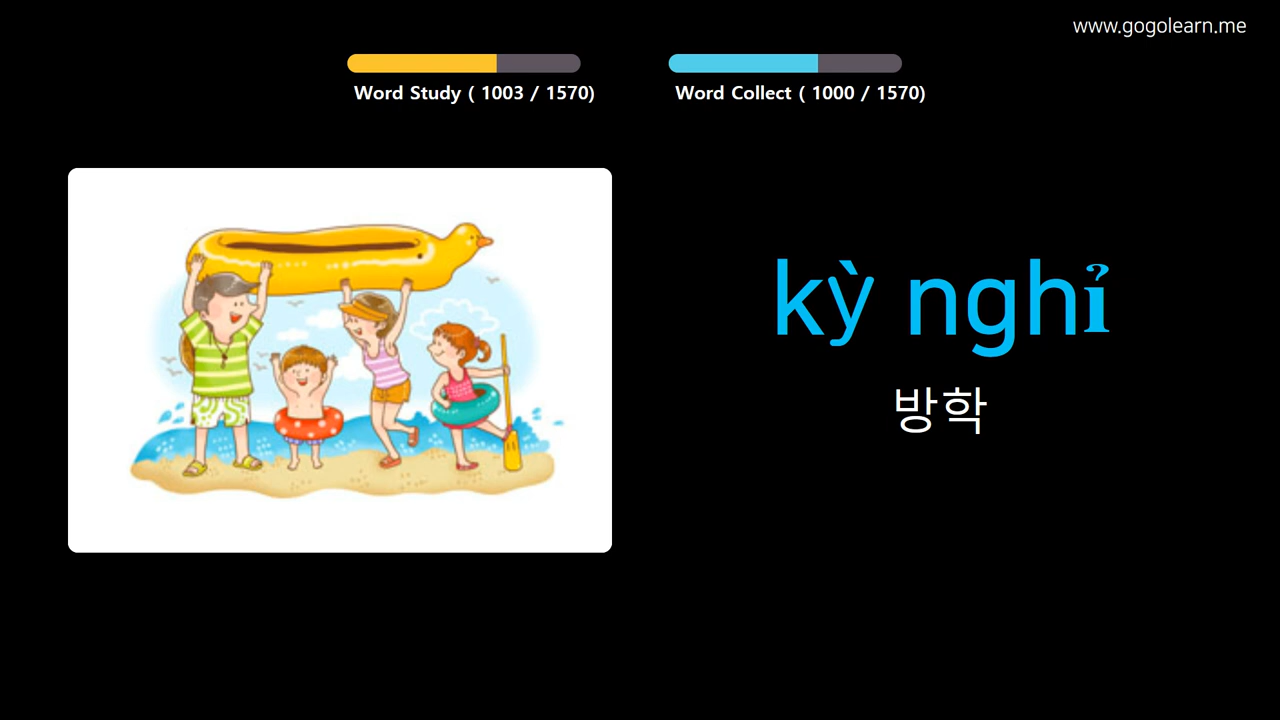 www.gogolearn.me
Word Study ( 1003 / 1570)
Word Collect ( 1000 / 1570)
kỳ nghỉ
방학